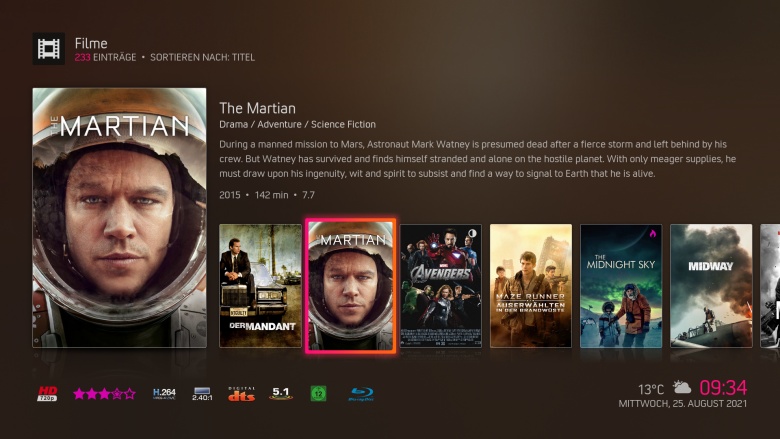 Filme
233 EINTRÄGE • SORTIEREN NACH: TITEL
THE MARTIAN
The Martian
Drama / Adventure / Science Fiction
During a manned mission to Mars, Astronaut Mark Watney is presumed dead after a fierce storm and left behind by his
crew. But Watney has survived and finds himself stranded and alone on the hostile planet. With only meager supplies, he
must draw upon his ingenuity, wit and spirit to subsist and find a way to signal to Earth that he is alive.
2015 • 142 min • 7.7
DER MANDANT
MARTIAN
AVENGERS
MAZE RUNNER
AUSERWÄHLTEN
IN DER BRANDWÜSTE
THE
MIDNIGHT SKY
MIDWAY
HD
720p
H.264
2.40:1
DIGITAL
dts
5.1
12
Blu-ray Disc
13°C
09:34
MITTWOCH, 25. AUGUST 2021